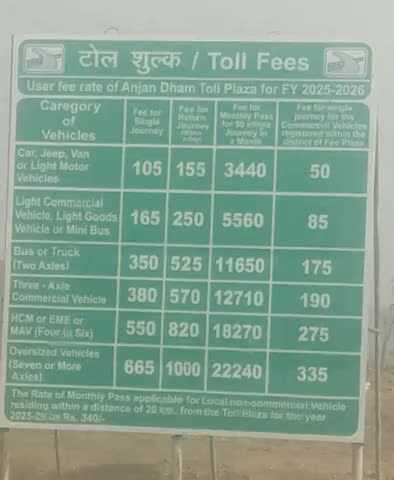 टोल शुल्क / Toll Fees
User fee rate of Anjan Dham Toll Plaza for FY 2025-2026
Caregory of Vehicles
Fee for Single Journey
Fee for Return Journey
Fee for Monthly Pass for 50 single Journey in a Month
Fee for single journey for the Commercial Vehicles registered within the district of Fee Plaza
Car, Jeep, Van or Light Motor Vehicles 105 155 3440 50
Light Commercial Vehicle, Light Goods Vehicle or Mini Bus 165 250 5560 85
Bus or Truck (Two Axles) 350 525 11650 175
Three - Axle Commercial Vehicle 380 570 12710 190
HCM or EME or MAV (Four to Six) 550 820 18270 275
Oversized Vehicles (Seven or More Axles) 665 1000 22240 335
The Rate of Monthly Pass applicable for Local non-commercial Vehicle
residing within a distance of 20 km. from the Toll Plaza for the year
2025-26 is Rs. 340/-